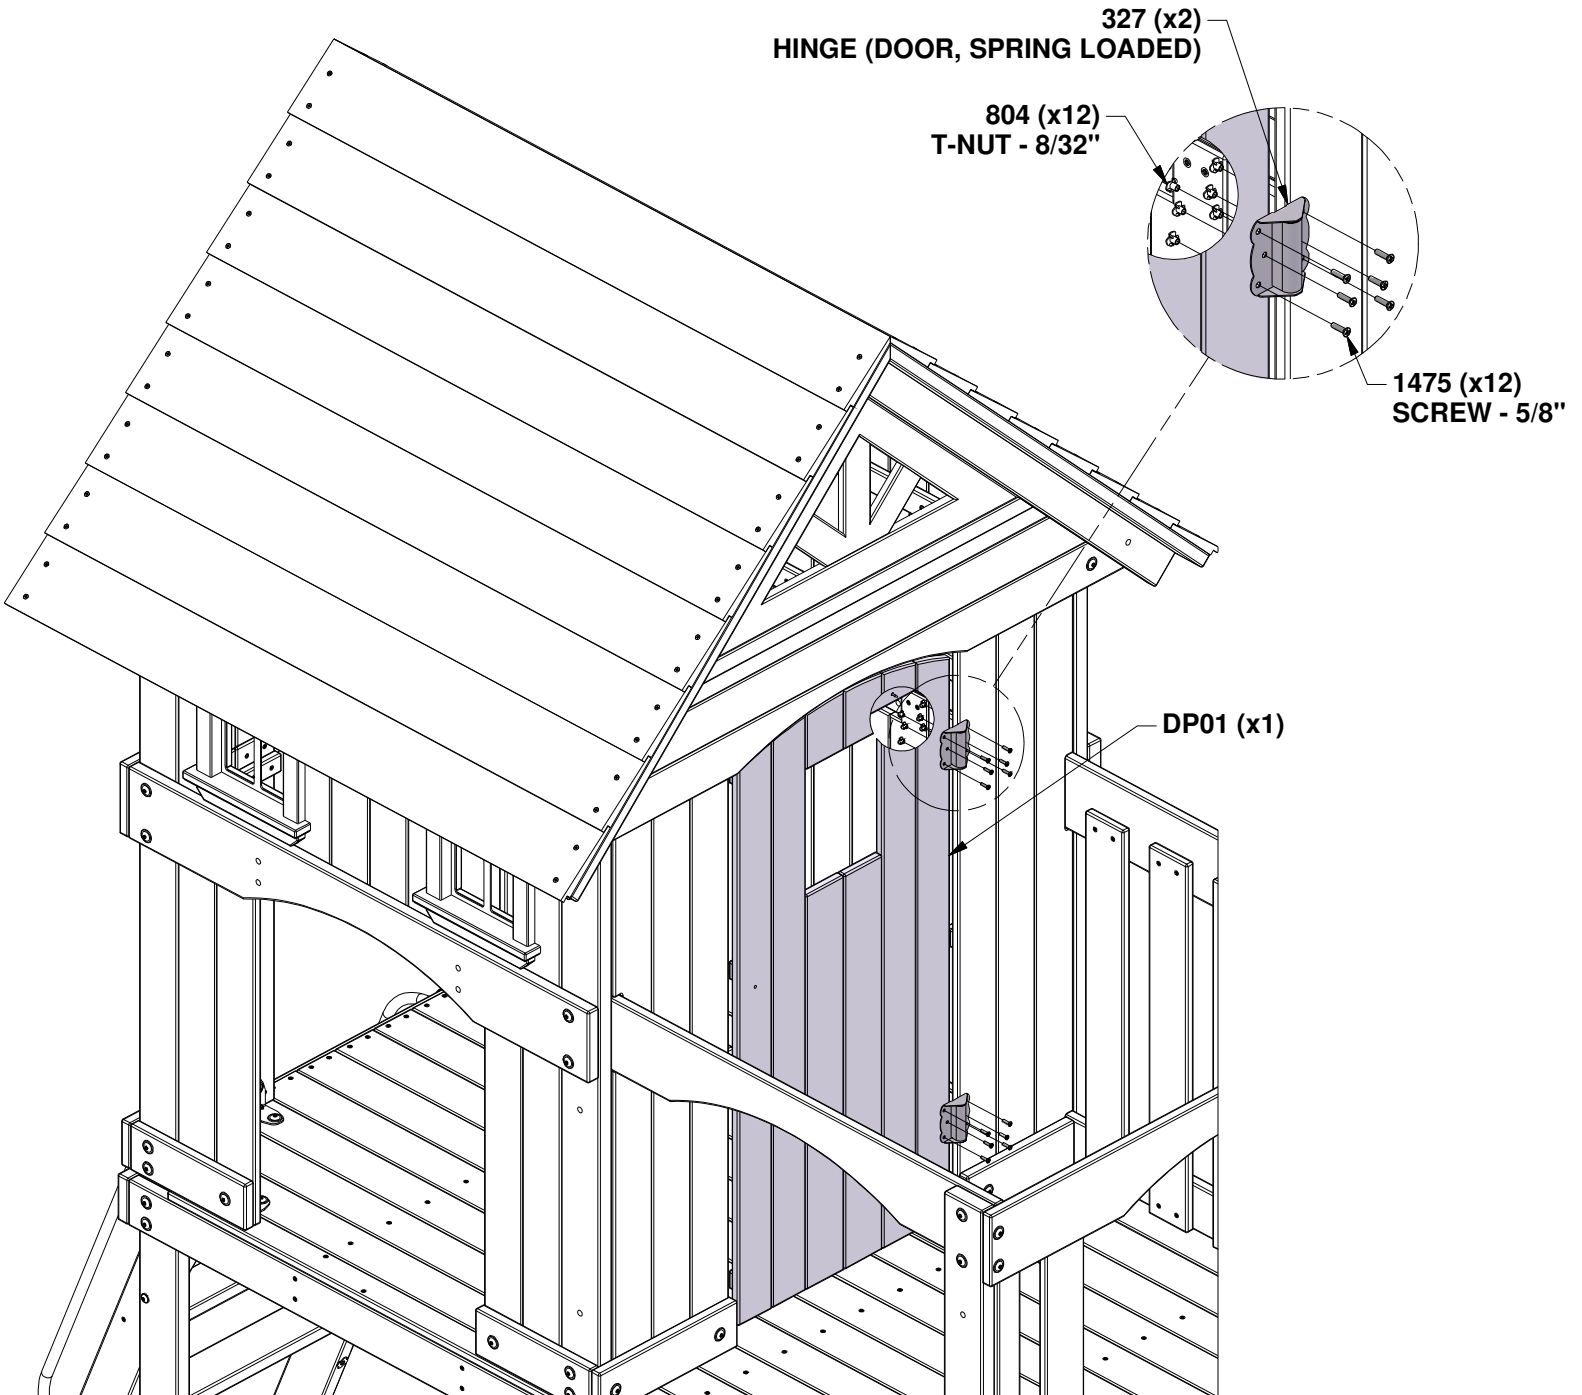 327 (x2)
HINGE (DOOR, SPRING LOADED)
804 (x12)
T-NUT - 8/32"
1475 (x12)
SCREW - 5/8"
DP01 (x1)